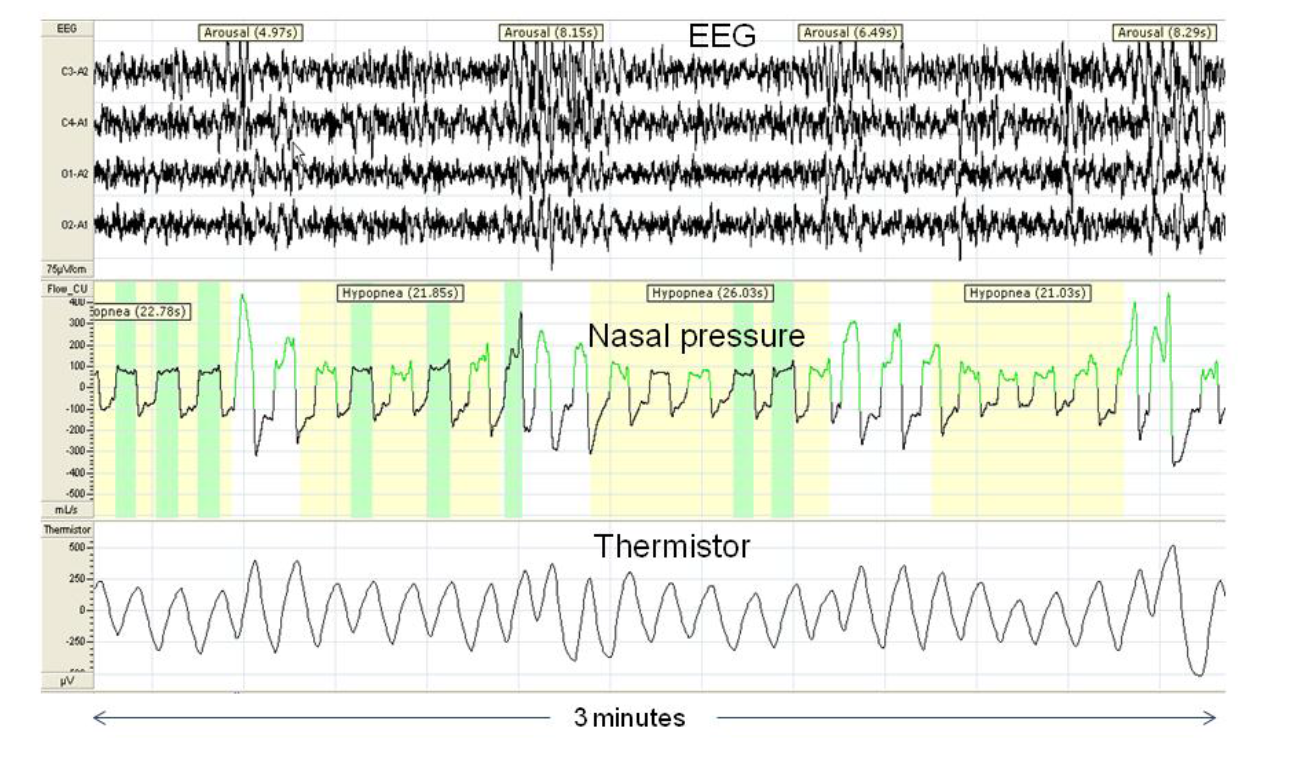 EEG
Arousal (4.97s)
Arousal (8.15s)
EEG
Arousal (6.49s)
Arousal (8.29s)
C3-A2
C4-A1
O1-A2
O2-A1
75µV/cm
Flow_CU
400
opnea (22.78s)
Hypopnea (21.85s)
Hypopnea (26.03s)
Hypopnea (21.03s)
300
Nasal pressure
200
100
0
-100
-200
-300
-400
-500
mL/s
Thermistor
Thermistor
500
250
0
-250
µV
3 minutes